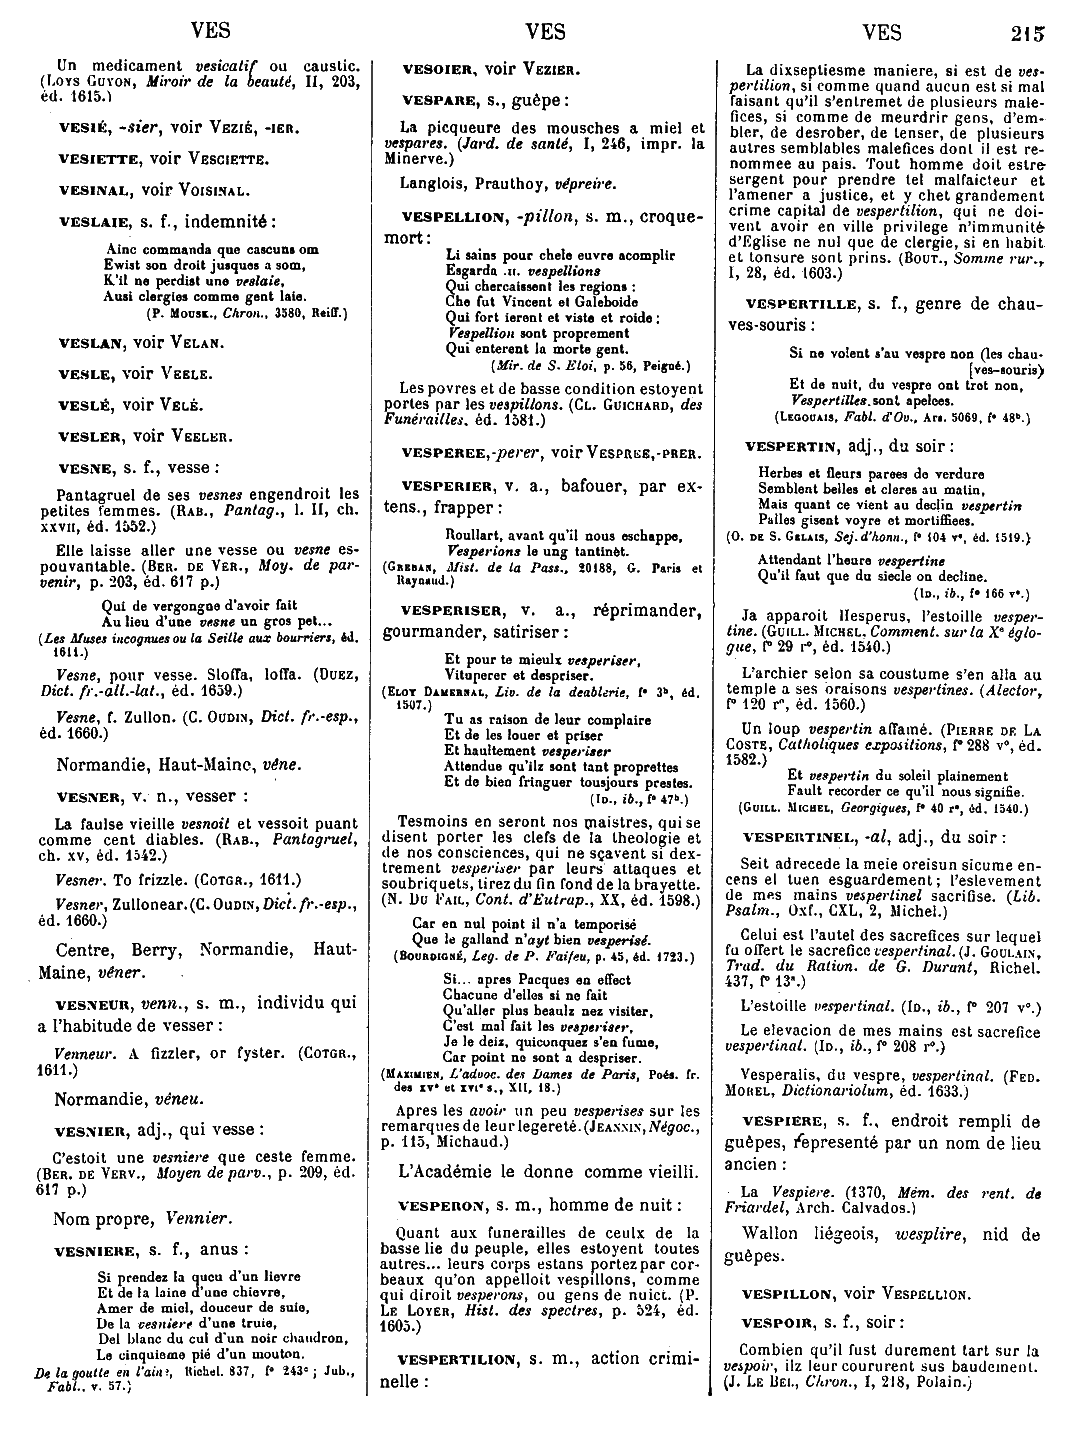 VES
VES
VES
215
Un medicament vesicatif ou caustic.
(LOYS GUYON, Miroir de la beauté, II, 203,
éd. 1615.)
VESIÉ, -sier, voir VEZIÉ, -IER.
VESIETTE, voir VESCIETTE.
VESINAL, voir VOISINAL.
VESLAIE, s. f., indemnité :
Ainc commanda que cascuns om
Ewist son droit jusques a som,
K'il ne perdist une veslaie,
Ausi clergies comme gent laie.
(P. MOUSK., Chron., 3580, Reiff.)
VESLAN, voir VELAN.
VESLE, voir VEELE.
VESLÉ, voir VELÉ.
VESLER, voir VEELER.
VESNE, s. f., vesse :
Pantagruel de ses vesnes engendroit les
petites femmes. (RAB., Pantag., l. II, ch.
XXVII, éd. 1552.)
Elle laisse aller une vesse ou vesne es-
pouvantable. (BER. DE VER., Moy. de par-
venir, p. 203, éd. 617 p.)
Qui de vergongne d'avoir fait
Au lieu d'une vesne un gros pet...
(Les Muses incognues ou la Seille aux bourriers, éd.
1611.)
Vesne, pour vesse. Sloffa, loffa. (DUEZ,
Dict. fr.-all.-lat., éd. 1659.)
Vesne, f. Zullon. (C. OUDIN, Dict. fr.-esp.,
éd. 1660.)
Normandie, Haut-Maine, vêne.
VESNER, v. n., vesser :
La faulse vieille vesnoit et vessoit puant
comme cent diables. (RAB., Pantagruel,
ch. XV, éd. 1542.)
Vesner. To frizzle. (COTGR., 1611.)
Vesner, Zullonear. (C. OUDIN, Dict. fr.-esp.,
éd. 1660.)
Centre, Berry, Normandie, Haut-
Maine, vêner.
VESNEUR, venn., s. m., individu qui
a l'habitude de vesser :
Venneur. A fizzler, or fyster. (COTGR.,
1611.)
Normandie, véneu.
VESNIER, adj., qui vesse :
C'estoit une vesniere que ceste femme.
(BER. DE VERV., Moyen de parv., p. 209, éd.
617 p.)
Nom propre, Vennier.
VESNIERE, s. f., anus :
Si prendez la queu d'un lievre
Et de la laine d'une chievre,
Amer de miel, douceur de suie,
De la vesniere d'une truie,
Del blanc du cul d'un noir chaudron,
Le cinquiesme pié d'un mouton.
De la goutte en l'aine, Richel. 837, f° 243c ; Jub.,
Fabl., v. 57.)
VESOIER, voir VEZIER.
VESPARE, s., guêpe :
La picqueure des mousches a miel et
vespares. (Jard. de santé, I, 246, impr. la
Minerve.)
Langlois, Prauthoy, vépreire.
VESPELLION, -pillon, s. m., croque-
mort :
Li sains pour chele euvre acomplir
Esgarda .II. vespellions
Qui chercaissent les regions :
Che fut Vincent et Galeboide
Qui fort ierent et viste et roide :
Vespellion sont proprement
Qui enterent la morte gent.
(Mir. de S. Eloi, p. 56, Peigné.)
Les povres et de basse condition estoyent
portes par les vespillons. (CL. GUICHARD, des
Funérailles, éd. 1581.)
VESPEREE, -perer, voir VESPREE, -PRER.
VESPERIER, v. a., bafouer, par ex-
tens., frapper :
Roullart, avant qu'il nous eschappe,
Vesperions le ung tantinèt.
(GREBAN, Mist. de la Pass., 20188, G. Paris et
Raynaud.)
VESPERISER, v. a., réprimander,
gourmander, satiriser :
Et pour te mieulx vesperiser,
Vituperer et despriser.
(ELOY DAMERNAL, Liv. de la deablerie, f° 3b, éd.
1507.)
Tu as raison de leur complaire
Et de les louer et priser
Et haultement vesperiser
Attendue qu'ilz sont tant proprettes
Et de bien fringuer tousjours prestes.
(ID., ib., f° 47b.)
Tesmoins en seront nos maistres, qui se
disent porter les clefs de la theologie et
de nos consciences, qui ne sçavent si dex-
trement vesperiser par leurs attaques et
soubriquets, tirez du fin fond de la brayette.
(N. DU FAIL, Cont. d'Eutrap., XX, éd. 1598.)
Car en nul point il n'a temporisé
Que le galland n'ayt bien vesperisé.
(BOURDIGNÉ, Leg. de P. Faifeu, p. 45, éd. 1723.)
Si... apres Pacques en effect
Chacune d'elles si ne fait
Qu'aller plus beaulz nez visiter,
C'est mal fait les vesperiser,
Je le deiz, quiconquez s'en fume,
Car point ne sont a despriser.
(MAXIMIEN, L'advoc. des Dames de Paris, Poés. fr.
des XVe et XVIe s., XII, 18.)
Apres les avoir un peu vesperises sur les
remarques de leur legereté. (JEANNIN, Négoc.,
p. 115, Michaud.)
L'Académie le donne comme vieilli.
VESPERON, s. m., homme de nuit :
Quant aux funerailles de ceulx de la
basse lie du peuple, elles estoyent toutes
autres... leurs corps estans portez par cor-
beaux qu'on appelloit vespillons, comme
qui diroit vesperons, ou gens de nuict. (P.
LE LOYER, Hist. des spectres, p. 524, éd.
1605.)
VESPERTILION, s. m., action crimi-
nelle :
La dixseptiesme maniere, si est de ves-
pertilion, si comme quand aucun est si mal
faisant qu'il s'entremet de plusieurs male-
fices, si comme de meurdrir gens, d'em-
bler, de desrober, de tenser, de plusieurs
autres semblables malefices dont il est re-
nommee au pais. Tout homme doit estre
sergent pour prendre tel malfaicteur et
l'amener a justice, et y chet grandement
crime capital de vespertilion, qui ne doi-
vent avoir en ville privilege n'immunité
d'Eglise ne nul que de clergie, si en habit
et tonsure sont prins. (BOUT., Somme rur.,
I, 28, éd. 1603.)
VESPERTILLE, s. f., genre de chau-
ves-souris :
Si ne volent s'au vespre non (les chau-
[ves-souris)
Et de nuit, du vespre ont trot non,
Vespertilles sont apelees.
(LEGOUAIS, Fabl. d'Ov., Ars. 5069, f° 48b.)
VESPERTIN, adj., du soir :
Herbes et fleurs parees de verdure
Semblent belles et cleres au matin,
Mais quant ce vient au declin vespertin
Palles gisent voyre et mortiffiees.
(O. DE S. GELAIS, Sej. d'honn., f° 104 v°, éd. 1519.)
Attendant l'heure vespertine
Qu'il faut que du siecle on decline.
(ID., ib., f° 166 v°.)
Ja apparoit Hesperus, l'estoille vesper-
tine. (GUILL. MICHEL, Comment. sur la Xe églo-
gue, f° 29 r°, éd. 1540.)
L'archier selon sa coustume s'en alla au
temple a ses oraisons vespertines. (Alector,
f° 120 r°, éd. 1560.)
Un loup vespertin affamé. (PIERRE DE LA
COSTE, Catholiques expositions, f° 288 v°, éd.
1582.)
Et vespertin du soleil plainement
Fault recorder ce qu'il nous signifie.
(GUILL. MICHEL, Georgiques, f° 40 r°, éd. 1540.)
VESPERTINEL, -al, adj., du soir :
Seit adrecede la meie oreisun sicume en-
cens el tuen esguardement ; l'eslevement
de mes mains vespertinel sacrifise. (Lib.
Psalm., Oxf., CXL, 2, Michel.)
Celui est l'autel des sacrefices sur lequel
fu offert le sacrefice vespertinal. (J. GOULAIN,
Trad. du Ration. de G. Durant, Richel.
437, f° 13a.)
L'estoille vespertinal. (ID., ib., f° 207 v°.)
Le elevacion de mes mains est sacrefice
vespertinal. (ID., ib., f° 208 r°.)
Vesperalis, du vespre, vespertinal. (FED.
MOREL, Dictionariolum, éd. 1633.)
VESPIERE, s. f., endroit rempli de
guêpes, représenté par un nom de lieu
ancien :
La Vespiere. (1370, Mém. des rent. de
Friardel, Arch. Calvados.)
Wallon liégeois, wesplire, nid de
guêpes.
VESPILLON, voir VESPELLION.
VESPOIR, s. f., soir :
Combien qu'il fust durement tart sur la
vespoir, ilz leur coururent sus baudement.
(J. LE BEL, Chron., I, 218, Polain.)